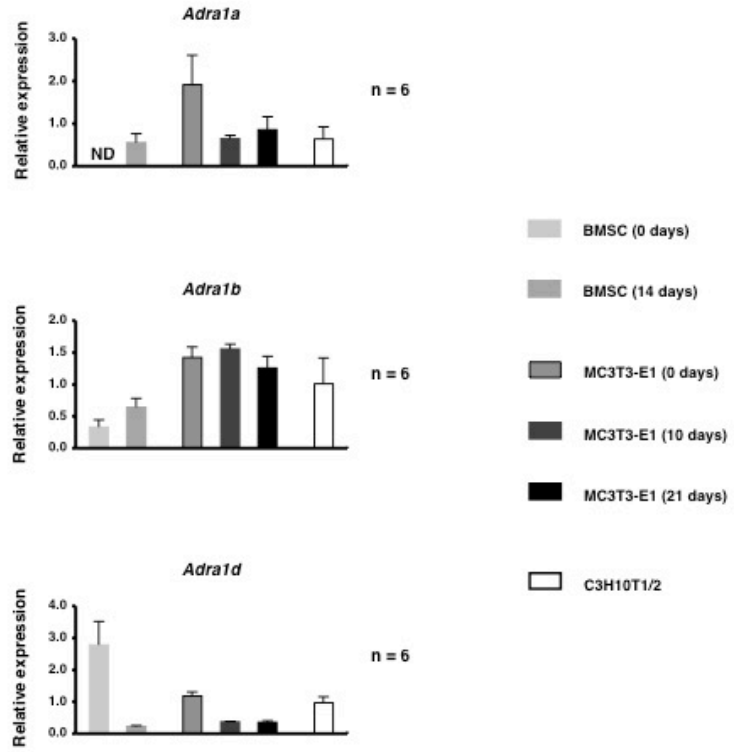 Adra1a
Relative expression
3.0
2.0
1.0
0.0
ND
n = 6
Adra1b
Relative expression
2.0
1.5
1.0
0.5
0.0
n = 6
Adra1d
Relative expression
4.0
3.0
2.0
1.0
0.0
n = 6
BMSC (0 days)
BMSC (14 days)
MC3T3-E1 (0 days)
MC3T3-E1 (10 days)
MC3T3-E1 (21 days)
C3H10T1/2